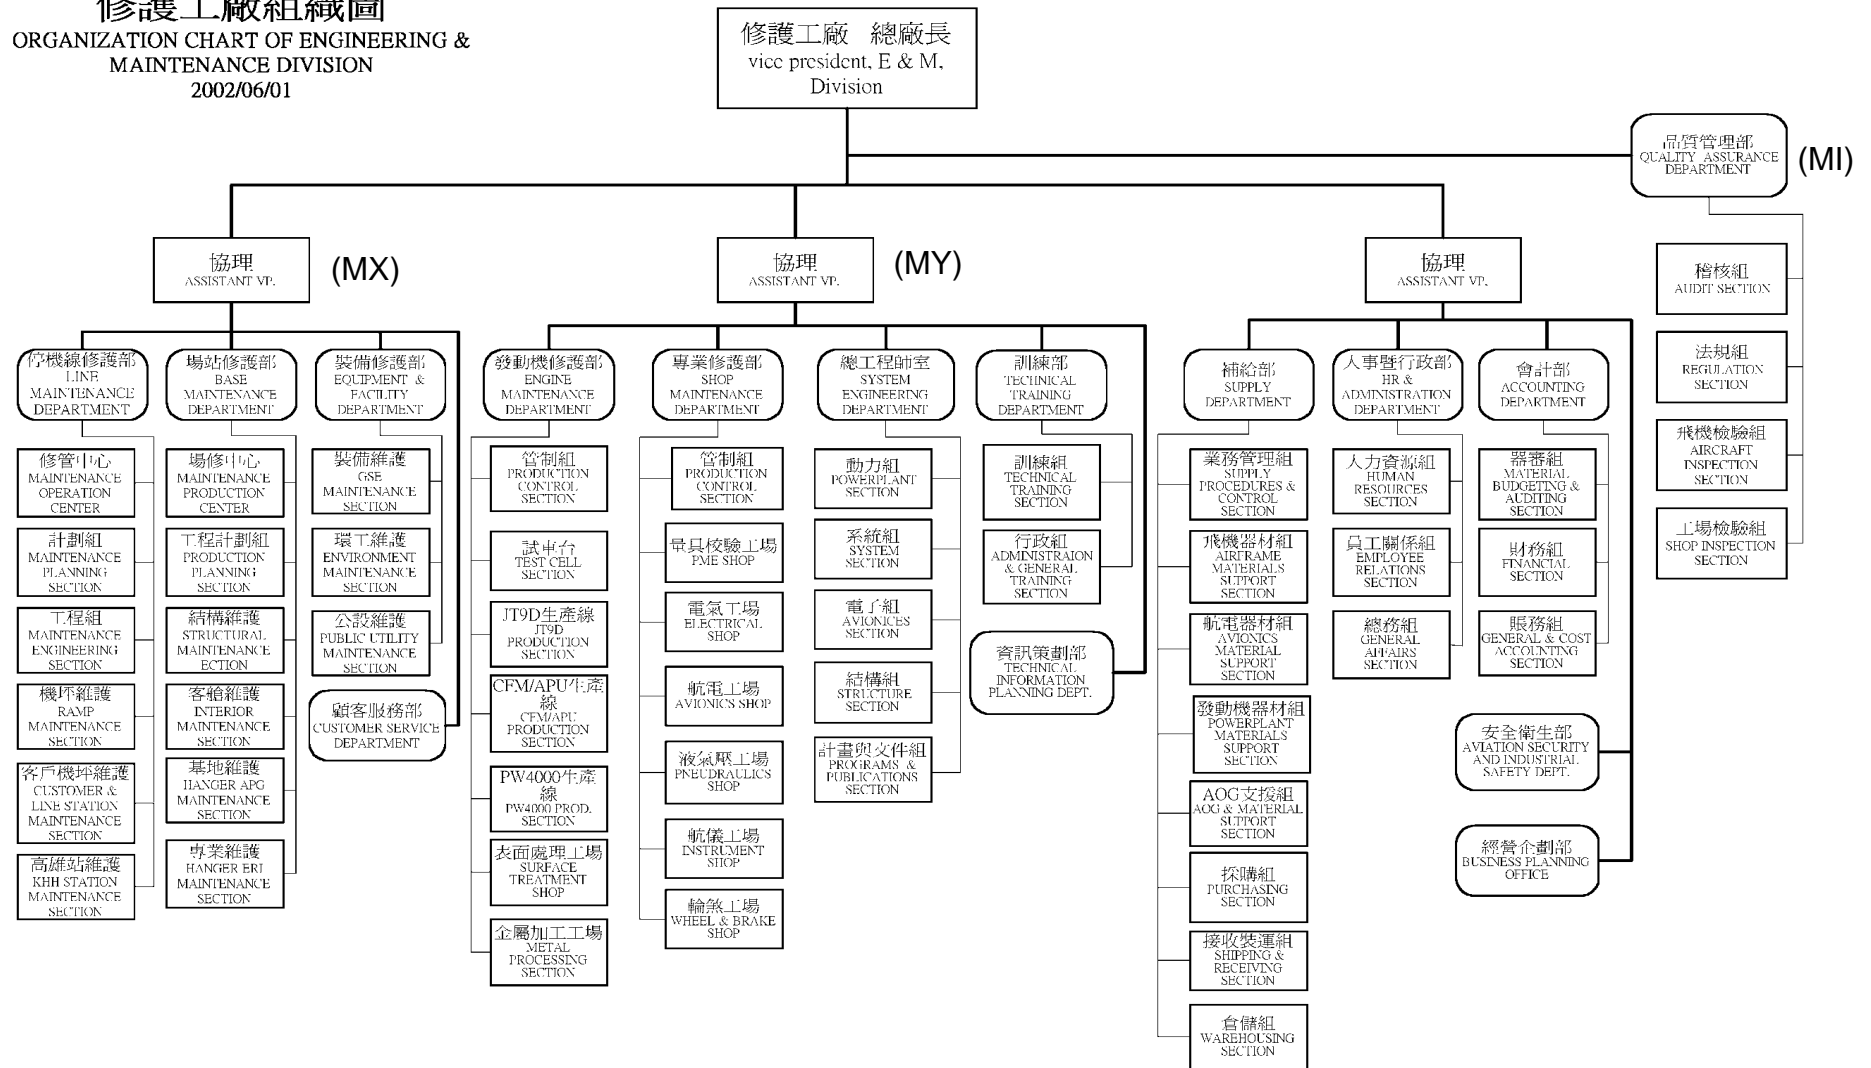 修護工廠組織圖
ORGANIZATION CHART OF ENGINEERING &
MAINTENANCE DIVISION
2002/06/01
修護工廠 總廠長
vice president, E & M,
Division
品質管理部
QUALITY ASSURANCE
DEPARTMENT
(MI)
協理
ASSISTANT VP.
(MX)
協理
ASSISTANT VP.
(MY)
協理
ASSISTANT VP.
稽核組
AUDIT SECTION
法規組
REGULATION
SECTION
飛機檢驗組
AIRCRAFT
INSPECTION
SECTION
工場檢驗組
SHOP INSPECTION
SECTION
停機線修護部
LINE
MAINTENANCE
DEPARTMENT
修管中心
MAINTENANCE
OPERATION
CENTER
計劃組
MAINTENANCE
PLANNING
SECTION
工程組
MAINTENANCE
ENGINEERING
SECTION
機坪維護
RAMP
MAINTENANCE
SECTION
客戶機坪維護
CUSTOMER &
LINE STATION
MAINTENANCE
SECTION
高雄站維護
KHH STATION
MAINTENANCE
SECTION
場站修護部
BASE
MAINTENANCE
DEPARTMENT
場修中心
MAINTENANCE
PRODUCTION
CENTER
工程計劃組
PRODUCTION
PLANNING
SECTION
結構維護
STRUCTURAL
MAINTENANCE
ECTION
客艙維護
INTERIOR
MAINTENANCE
SECTION
基地維護
HANGER APG
MAINTENANCE
SECTION
專業維護
HANGER ERI
MAINTENANCE
SECTION
裝備修護部
EQUIPMENT &
FACILITY
DEPARTMENT
裝備維護
GSE
MAINTENANCE
SECTION
環工維護
ENVIRONMENT
MAINTENANCE
SECTION
公設維護
PUBLIC UTILITY
MAINTENANCE
SECTION
顧客服務部
CUSTOMER SERVICE
DEPARTMENT
發動機修護部
ENGINE
MAINTENANCE
DEPARTMENT
管制組
PRODUCTION
CONTROL
SECTION
試車台
TEST CELL
SECTION
JT9D生產線
JT9D
PRODUCTION
SECTION
CFM/APU生產
線
CFM/APU
PRODUCTION
SECTION
PW4000生產
線
PW4000 PROD.
SECTION
表面處理工場
SURFACE
TREATMENT
SHOP
金屬加工工場
METAL
PROCESSING
SECTION
專業修護部
SHOP
MAINTENANCE
DEPARTMENT
管制組
PRODUCTION
CONTROL
SECTION
量具校驗工場
PME SHOP
電氣工場
ELECTRICAL
SHOP
航電工場
AVIONICS SHOP
液氣壓工場
PNEUDRAULICS
SHOP
航儀工場
INSTRUMENT
SHOP
輪煞工場
WHEEL & BRAKE
SHOP
總工程師室
SYSTEM
ENGINEERING
DEPARTMENT
動力組
POWERPLANT
SECTION
系統組
SYSTEM
SECTION
電子組
AVIONICES
SECTION
結構組
STRUCTURE
SECTION
計畫與文件組
PROGRAMS &
PUBLICATIONS
SECTION
訓練部
TECHNICAL
TRAINING
DEPARTMENT
訓練組
TECHNICAL
TRAINING
SECTION
行政組
ADMINISTRAION
& GENERAL
TRAINING
SECTION
資訊策劃部
TECHNICAL
INFORMATION
PLANNING DEPT.
補給部
SUPPLY
DEPARTMENT
業務管理組
SUPPLY
PROCEDURES &
CONTROL
SECTION
飛機器材組
AIRFRAME
MATERIALS
SUPPORT
SECTION
航電器材組
AVIONICS
MATERIAL
SUPPORT
SECTION
發動機器材組
POWERPLANT
MATERIALS
SUPPORT
SECTION
AOG支援組
AOG & MATERIAL
SUPPORT
SECTION
採購組
PURCHASING
SECTION
接收裝運組
SHIPPING &
RECEIVING
SECTION
倉儲組
WAREHOUSING
SECTION
人事暨行政部
HR &
ADMINISTRATION
DEPARTMENT
人力資源組
HUMAN
RESOURCES
SECTION
員工關係組
EMPLOYEE
RELATIONS
SECTION
總務組
GENERAL
AFFAIRS
SECTION
會計部
ACCOUNTING
DEPARTMENT
器審組
MATERIAL
BUDGETING &
AUDITING
SECTION
財務組
FINANCIAL
SECTION
賬務組
GENERAL & COST
ACCOUNTING
SECTION
安全衛生部
AVIATION SECURITY
AND INDUSTRIAL
SAFETY DEPT.
經營企劃部
BUSINESS PLANNING
OFFICE